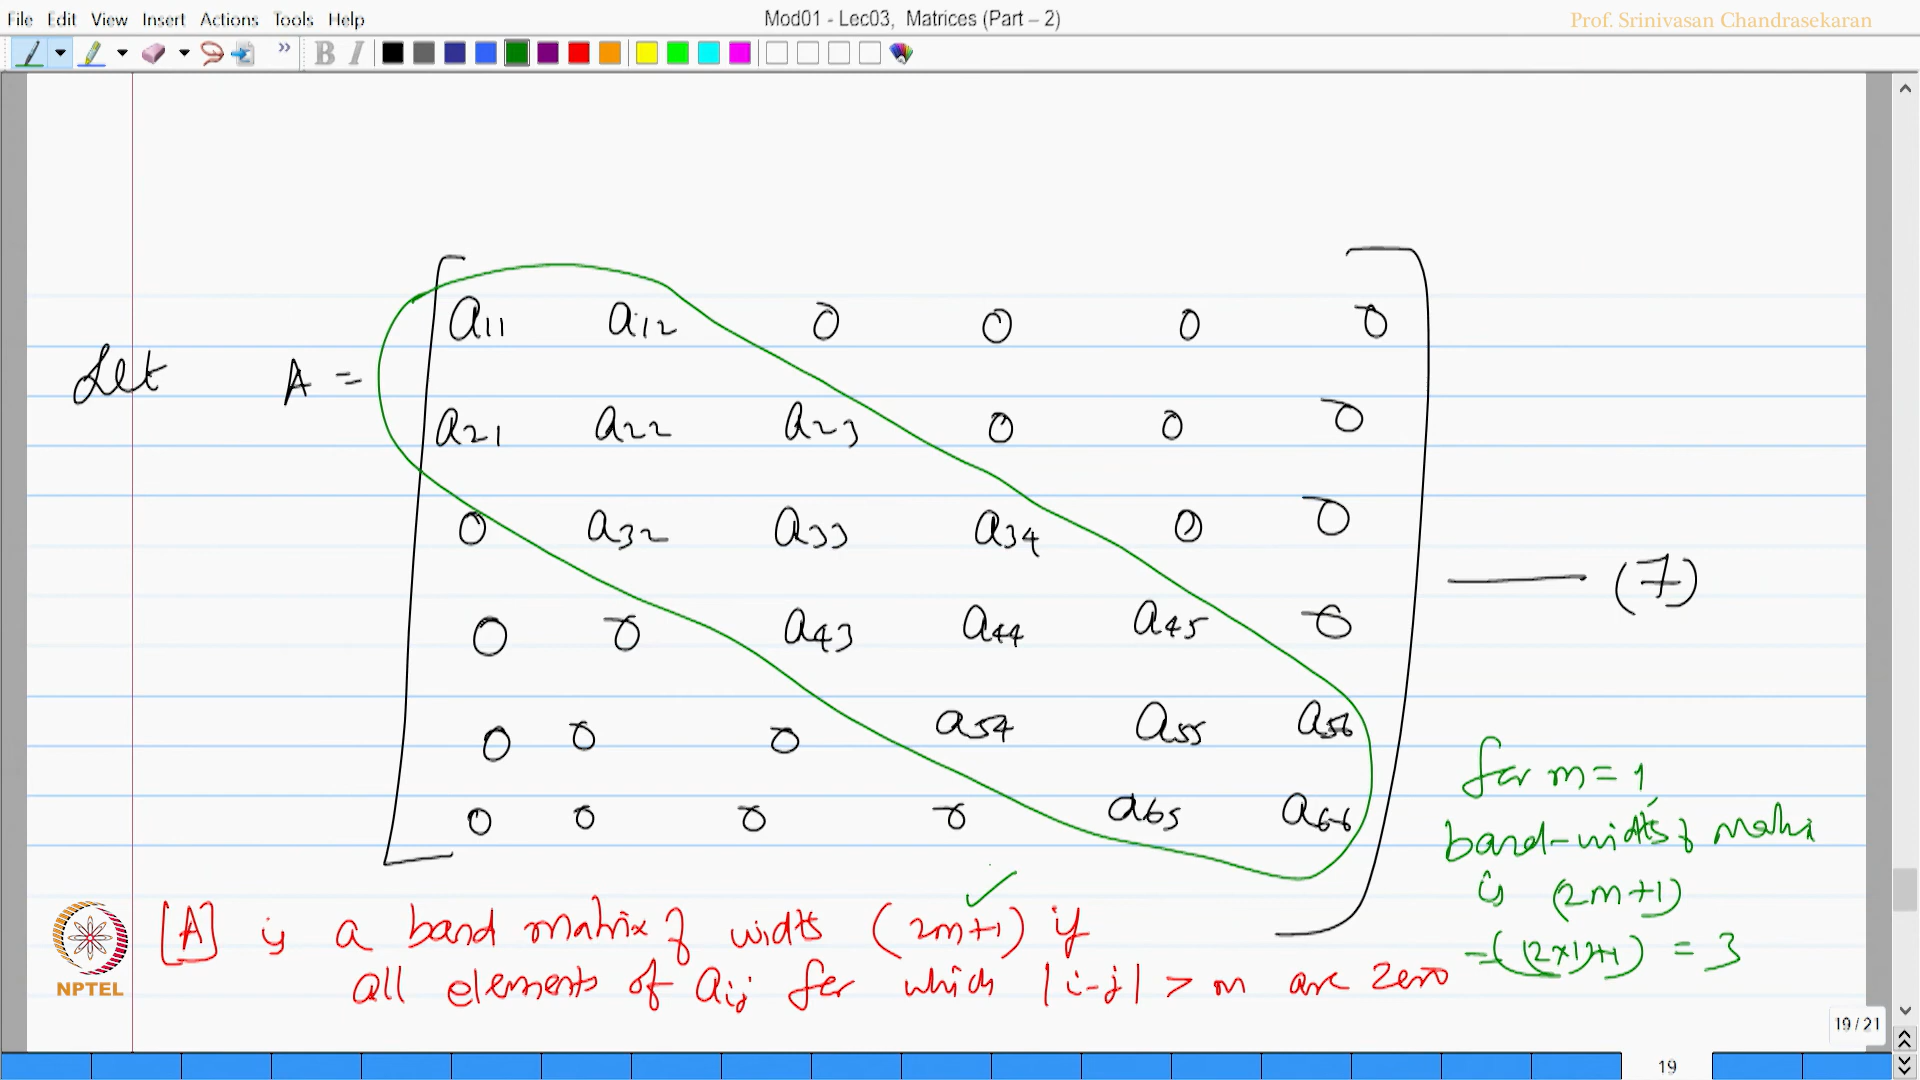 File Edit View Insert Actions Tools Help
Mod01 - Lec03, Matrices (Part – 2)
Prof. Srinivasan Chandrasekaran
B I
a11 a12 0 0 0 0
Let A =
a21 a22 a23 0 0 0
0 a32 a33 a34 0 0
(7)
0 0 a43 a44 a45 0
0 0 0 a54 a55 a56
0 0 0 0 a65 a66
for m = 1,
band-width of
is (2m+1)
= ((2×1)+1) = 3
[A] is a band matrix of width (2m+1) if
all elements of aij for which |i-j| > m are zero
NPTEL
19 / 21
19